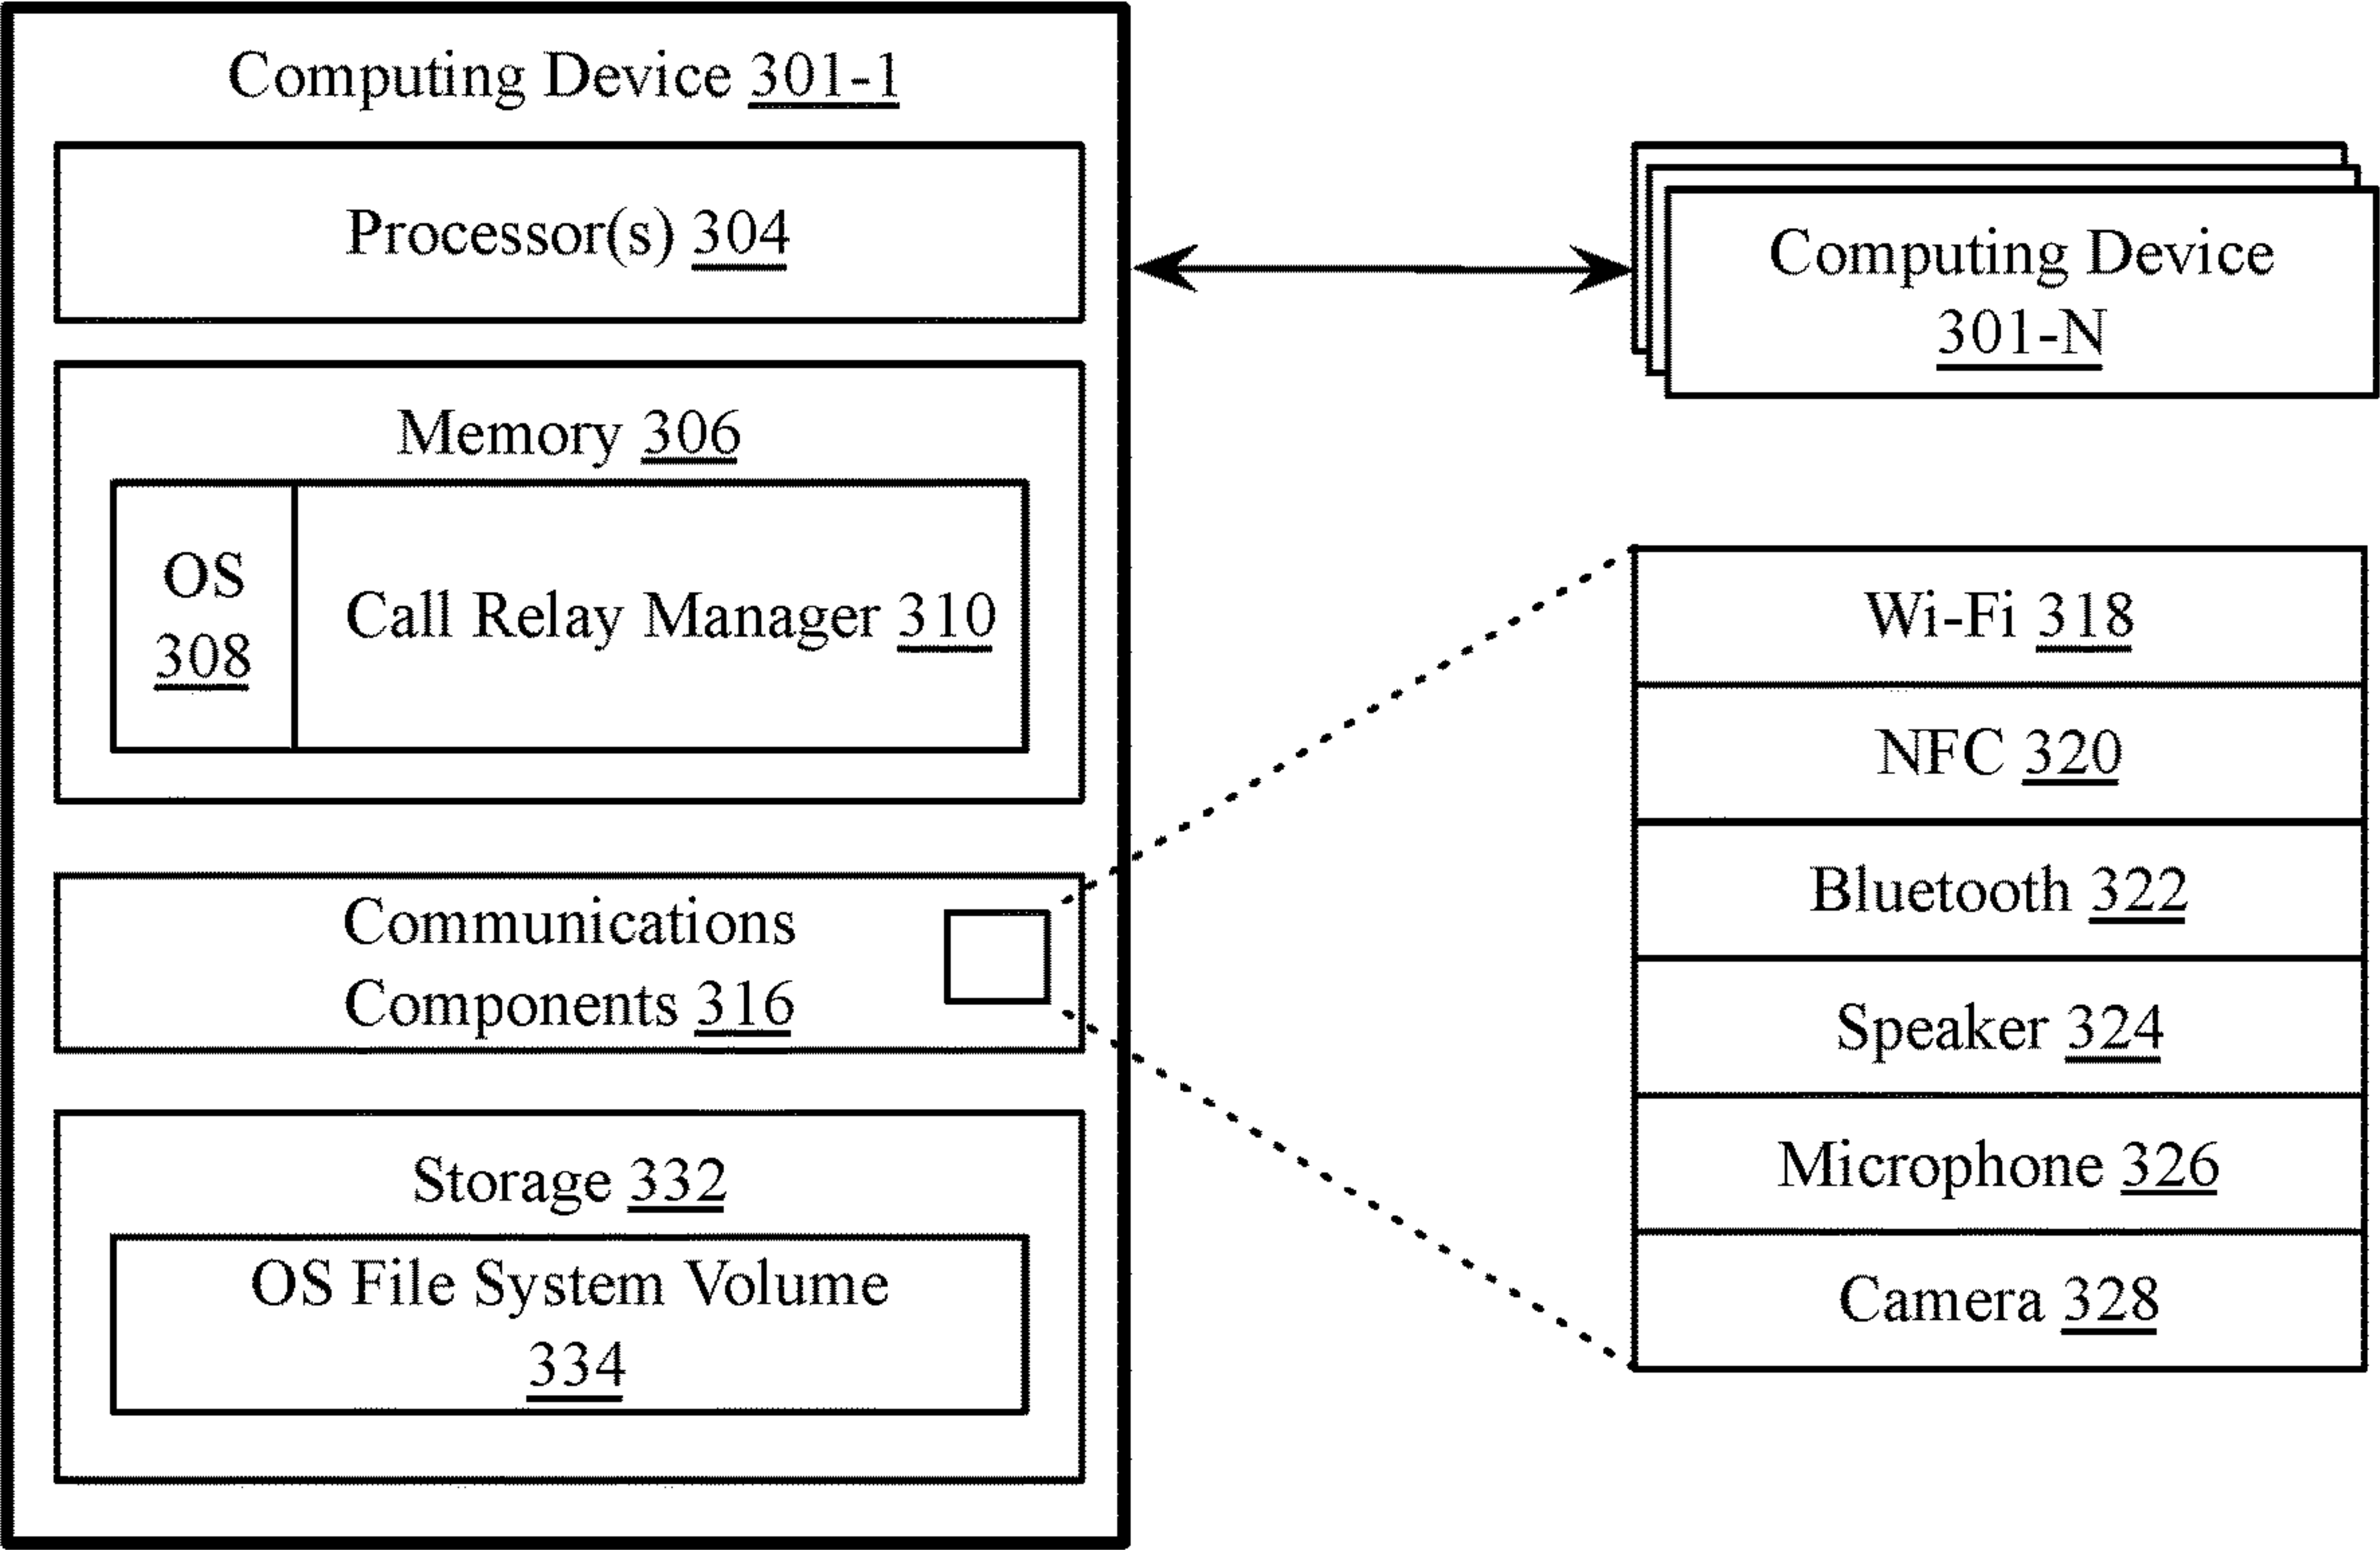 Computing Device 301-1
Processor(s) 304
Memory 306
OS
308
Call Relay Manager 310
Communications
Components 316
Storage 332
OS File System Volume
334
Computing Device
301-N
Wi-Fi 318
NFC 320
Bluetooth 322
Speaker 324
Microphone 326
Camera 328